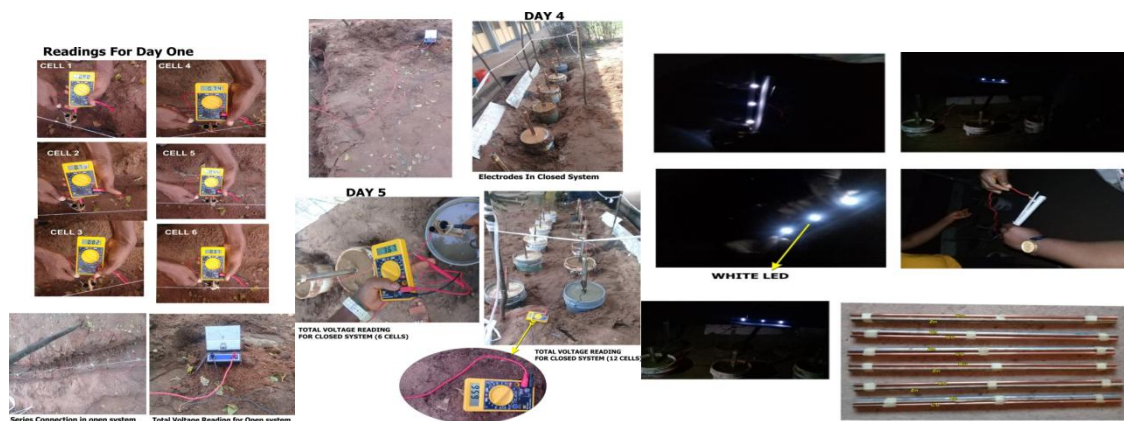 Readings For Day One
CELL 1
CELL 4
CELL 2
CELL 5
CELL 3
CELL 6
Series Connection in open system
Total Voltage Reading for Open system
DAY 4
Electrodes In Closed System
DAY 5
TOTAL VOLTAGE READING
FOR CLOSED SYSTEM (6 CELLS)
TOTAL VOLTAGE READING
FOR CLOSED SYSTEM (12 CELLS)
WHITE LED